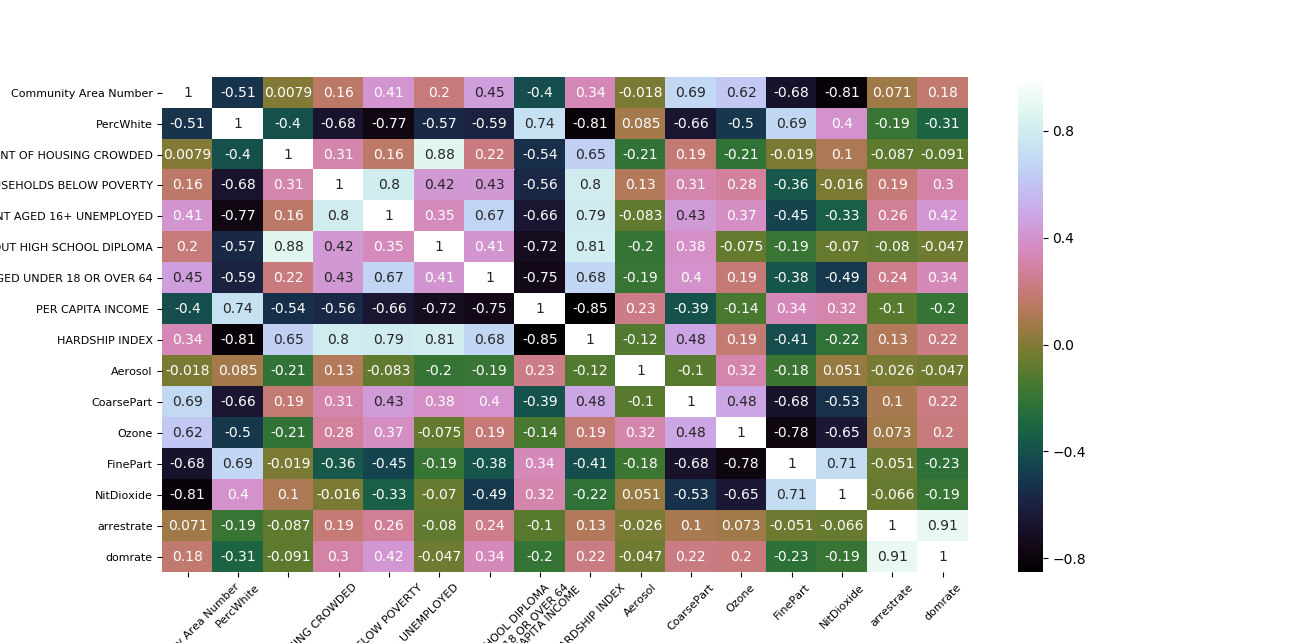 Community Area Number 1 -0.51 0.0079 0.16 0.41 0.2 0.45 -0.4 0.34 -0.018 0.69 0.62 -0.68 -0.81 0.071 0.18
PercWhite -0.51 1 -0.4 -0.68 -0.77 -0.57 -0.59 0.74 -0.81 0.085 -0.66 -0.5 0.69 0.4 -0.19 -0.31
NT OF HOUSING CROWDED 0.0079 -0.4 1 0.31 0.16 0.88 0.22 -0.54 0.65 -0.21 0.19 -0.21 -0.019 0.1 -0.087 -0.091
SEHOLDS BELOW POVERTY 0.16 -0.68 0.31 1 0.8 0.42 0.43 -0.56 0.8 0.13 0.31 0.28 -0.36 -0.016 0.19 0.3
NT AGED 16+ UNEMPLOYED 0.41 -0.77 0.16 0.8 1 0.35 0.67 -0.66 0.79 -0.083 0.43 0.37 -0.45 -0.33 0.26 0.42
OUT HIGH SCHOOL DIPLOMA 0.2 -0.57 0.88 0.42 0.35 1 0.41 -0.72 0.81 -0.2 0.38 -0.075 -0.19 -0.07 -0.08 -0.047
GED UNDER 18 OR OVER 64 0.45 -0.59 0.22 0.43 0.67 0.41 1 -0.75 0.68 -0.19 0.4 0.19 -0.38 -0.49 0.24 0.34
PER CAPITA INCOME -0.4 0.74 -0.54 -0.56 -0.66 -0.72 -0.75 1 -0.85 0.23 -0.39 -0.14 0.34 0.32 -0.1 -0.2
HARDSHIP INDEX 0.34 -0.81 0.65 0.8 0.79 0.81 0.68 -0.85 1 -0.12 0.48 0.19 -0.41 -0.22 0.13 0.22
Aerosol -0.018 0.085 -0.21 0.13 -0.083 -0.2 -0.19 0.23 -0.12 1 -0.1 0.32 -0.18 0.051 -0.026 -0.047
CoarsePart 0.69 -0.66 0.19 0.31 0.43 0.38 0.4 -0.39 0.48 -0.1 1 0.48 -0.68 -0.53 0.1 0.22
Ozone 0.62 -0.5 -0.21 0.28 0.37 -0.075 0.19 -0.14 0.19 0.32 0.48 1 -0.78 -0.65 0.073 0.2
FinePart -0.68 0.69 -0.019 -0.36 -0.45 -0.19 -0.38 0.34 -0.41 -0.18 -0.68 -0.78 1 0.71 -0.051 -0.23
NitDioxide -0.81 0.4 0.1 -0.016 -0.33 -0.07 -0.49 0.32 -0.22 0.051 -0.53 -0.65 0.71 1 -0.066 -0.19
arrestrate 0.071 -0.19 -0.087 0.19 0.26 -0.08 0.24 -0.1 0.13 -0.026 0.1 0.073 -0.051 -0.066 1 0.91
domrate 0.18 -0.31 -0.091 0.3 0.42 -0.047 0.34 -0.2 0.22 -0.047 0.22 0.2 -0.23 -0.19 0.91 1
y Area Number
PercWhite
ING CROWDED
LOW POVERTY
UNEMPLOYED
HOOL DIPLOMA
18 OR OVER 64
APITA INCOME
ARDSHIP INDEX
Aerosol
CoarsePart
Ozone
FinePart
NitDioxide
arrestrate
domrate
0.8
0.4
0.0
−0.4
−0.8